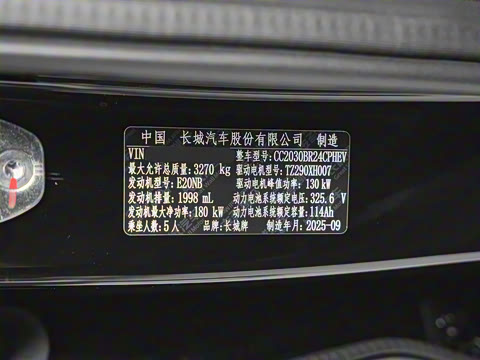 中国 长城汽车股份有限公司 制造
VIN 整车型号: CC2030BR24CPHEV
最大允许总质量: 3270 kg 驱动电机型号: TZ290XH007
发动机型号: E20NB 驱动电机峰值功率: 130 kW
发动机排量: 1998 mL 动力电池系统额定电压: 325.6 V
发动机最大净功率: 180 kW 动力电池系统额定容量: 114Ah
乘坐人数: 5人 品牌: 长城牌 制造年月: 2025-09